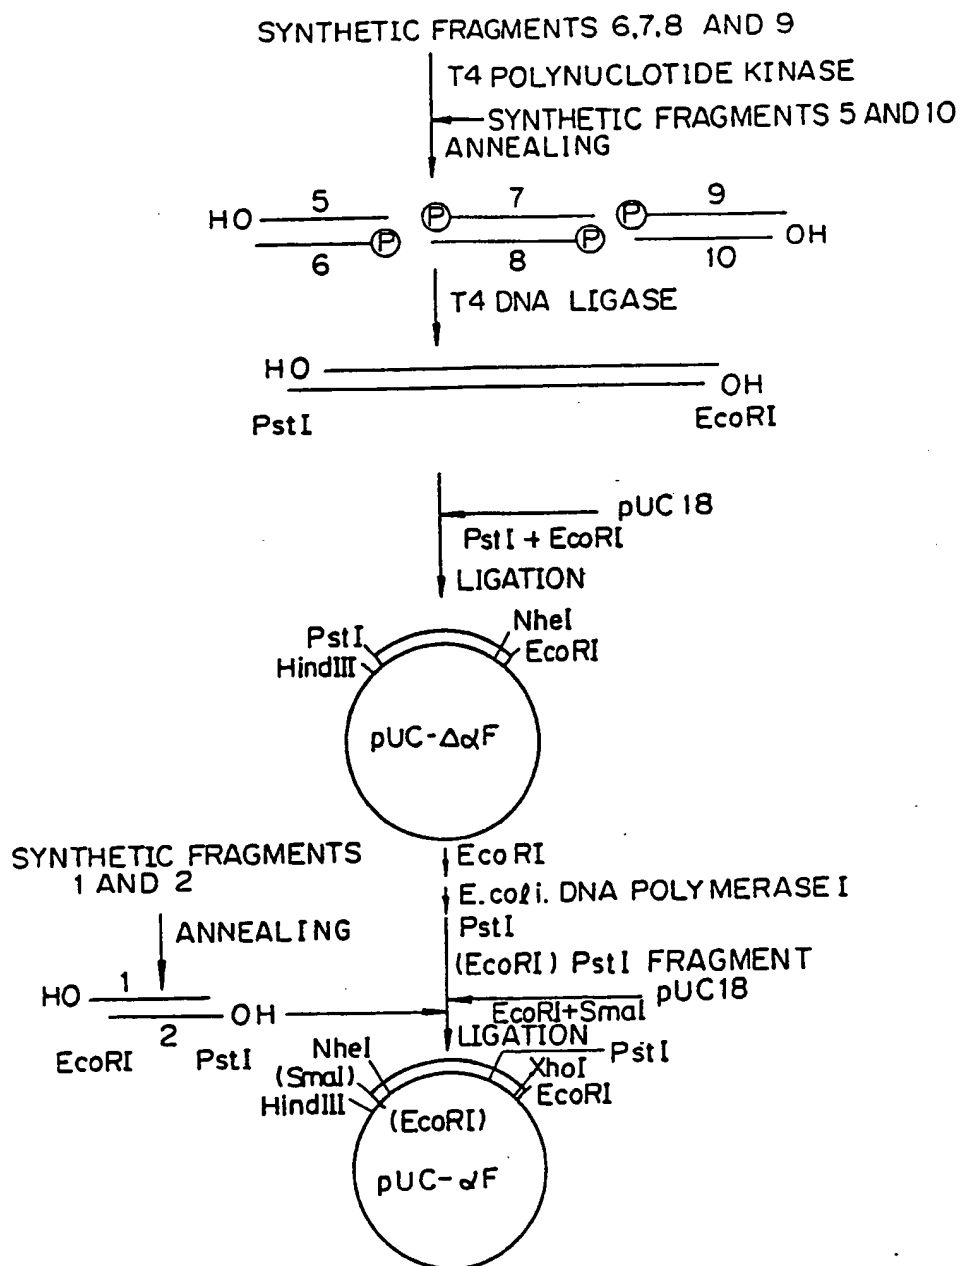 SYNTHETIC FRAGMENTS 6,7,8 AND 9
T4 POLYNUCLOTIDE KINASE
SYNTHETIC FRAGMENTS 5 AND 10
ANNEALING
HO 5 P 7 P 9
6 P 8 P 10 OH
T4 DNA LIGASE
HO
OH
PstI EcoRI
pUC 18
PstI + EcoRI
LIGATION
PstI NheI
HindIII EcoRI
pUC-ΔαF
SYNTHETIC FRAGMENTS
1 AND 2
ANNEALING
HO 1
2 OH
EcoRI PstI
EcoRI
E.coli. DNA POLYMERASE I
PstI
(EcoRI) PstI FRAGMENT
pUC18
EcoRI+SmaI
LIGATION
NheI PstI
(SmaI) XhoI
HindIII EcoRI
(EcoRI)
pUC-αF